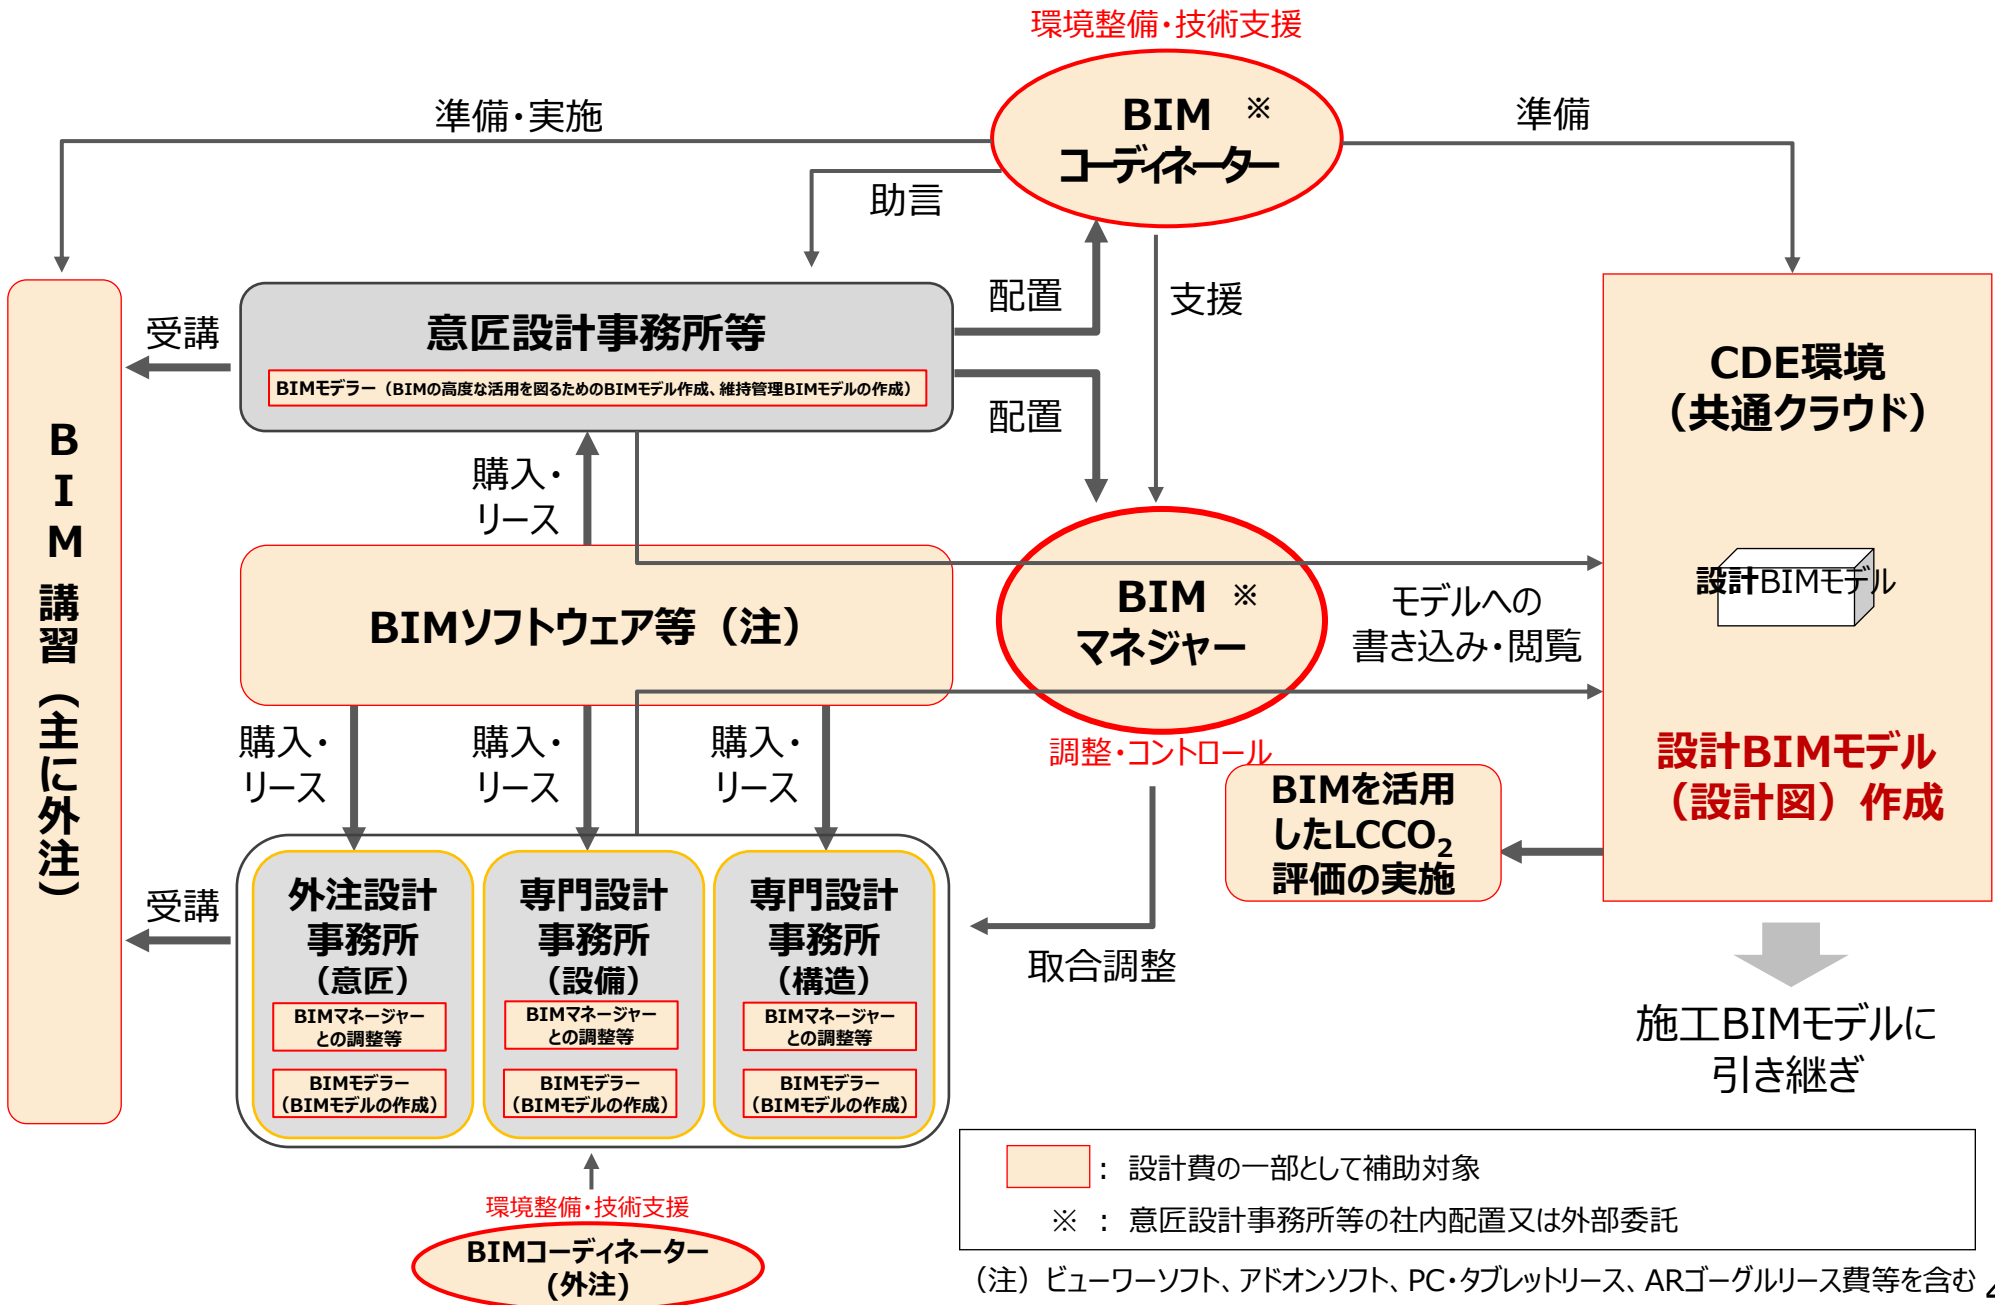 環境整備・技術支援
BIM ※
コーディネーター
準備・実施
準備
助言
配置
支援
受講
意匠設計事務所等
BIMモデラー（BIMの高度な活用を図るためのBIMモデル作成、維持管理BIMモデルの作成）
配置
CDE環境
（共通クラウド）
BIM講習（主に外注）
購入・
リース
BIMソフトウェア等（注）
BIM ※
マネジャー
モデルへの
書き込み・閲覧
設計BIMモデル
購入・
リース
購入・
リース
購入・
リース
調整・コントロール
設計BIMモデル
（設計図）作成
BIMを活用
したLCCO₂
評価の実施
受講
外注設計
事務所
（意匠）
BIMマネージャー
との調整等
BIMモデラー
（BIMモデルの作成）
専門設計
事務所
（設備）
BIMマネージャー
との調整等
BIMモデラー
（BIMモデルの作成）
専門設計
事務所
（構造）
BIMマネージャー
との調整等
BIMモデラー
（BIMモデルの作成）
取合調整
施工BIMモデルに
引き継ぎ
環境整備・技術支援
BIMコーディネーター
(外注)
： 設計費の一部として補助対象
※ ： 意匠設計事務所等の社内配置又は外部委託
（注）ビューワーソフト、アドオンソフト、PC・タブレットリース、ARゴーグルリース費等を含む